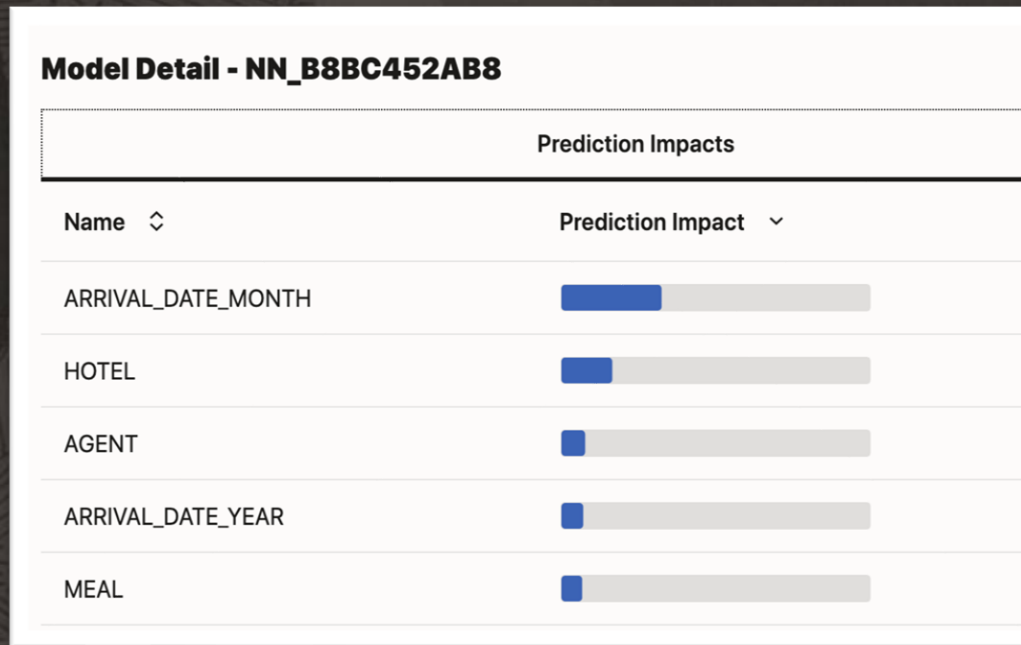 Model Detail - NN_B8BC452AB8
Prediction Impacts
Name Prediction Impact
ARRIVAL_DATE_MONTH
HOTEL
AGENT
ARRIVAL_DATE_YEAR
MEAL